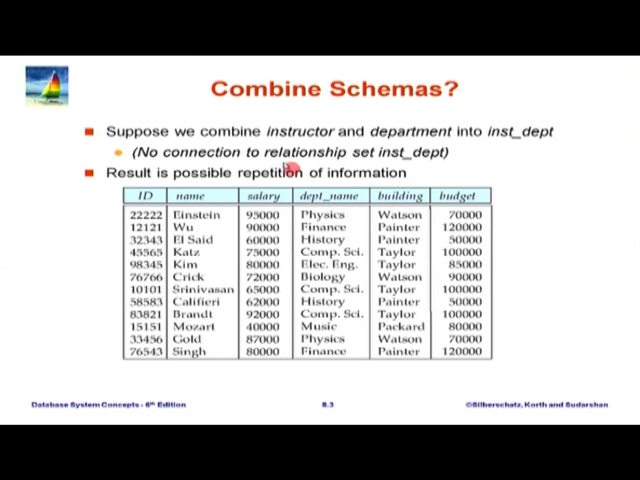 Combine Schemas?
Suppose we combine instructor and department into inst_dept
(No connection to relationship set inst_dept)
Result is possible repetition of information
ID name salary dept_name building budget
22222 Einstein 95000 Physics Watson 70000
12121 Wu 90000 Finance Painter 120000
32343 El Said 60000 History Painter 50000
45565 Katz 75000 Comp. Sci. Taylor 100000
98345 Kim 80000 Elec. Eng. Taylor 85000
76766 Crick 72000 Biology Watson 90000
10101 Srinivasan 65000 Comp. Sci. Taylor 100000
58583 Califieri 62000 History Painter 50000
83821 Brandt 92000 Comp. Sci. Taylor 100000
15151 Mozart 40000 Music Packard 80000
33456 Gold 87000 Physics Watson 70000
76543 Singh 80000 Finance Painter 120000
Database System Concepts - 6th Edition 8.3 ©Silberschatz, Korth and Sudarshan